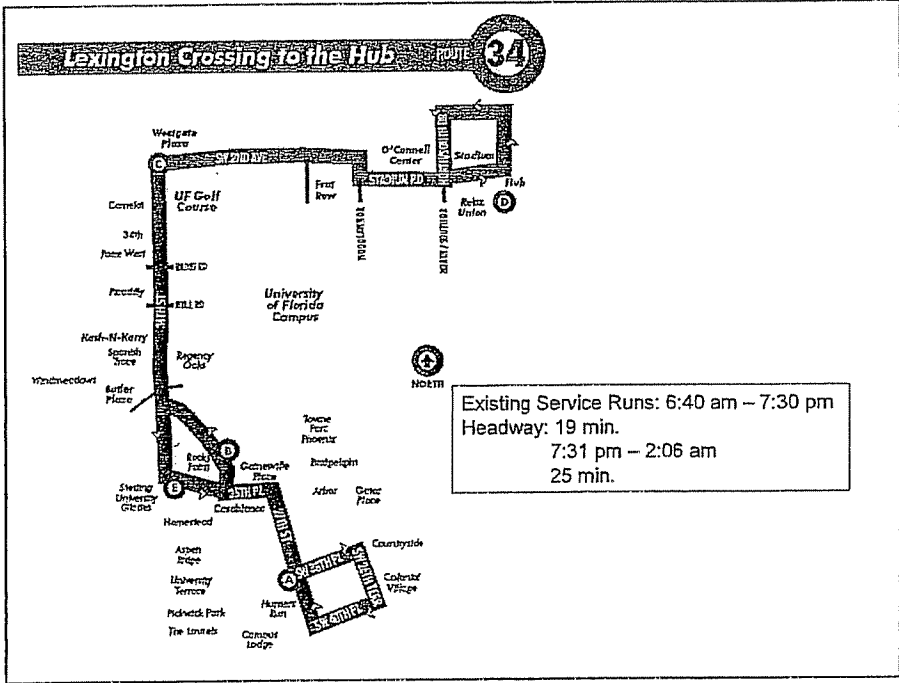 Lexington Crossing to the Hub
ROUTE
34
Westgate
Plaza
C
SW 2ND AVE
O'Connell
Center
Stadium
STADIUM RD
Hub
Reitz
Union
D
Frat
Row
UF Golf
Course
34th
University
of Florida
Campus
Kash-N-Karry
Spanish
Trace
Regency
Oaks
Windmeadows
Butler
Plaza
NORTH
Existing Service Runs: 6:40 am – 7:30 pm
Headway: 19 min.
7:31 pm – 2:06 am
25 min.
Towne
Parc
Phoenix
B
Rocky
Point
Gainesville
Place
E
Sterling
University
Glades
Casablanca
Arbor
Gator
Place
Homestead
Countryside
Aspen
Ridge
A
Colonial
Village
University
Terrace
Hunters
Run
Pickwick Park
The Laurels
Campus
Lodge